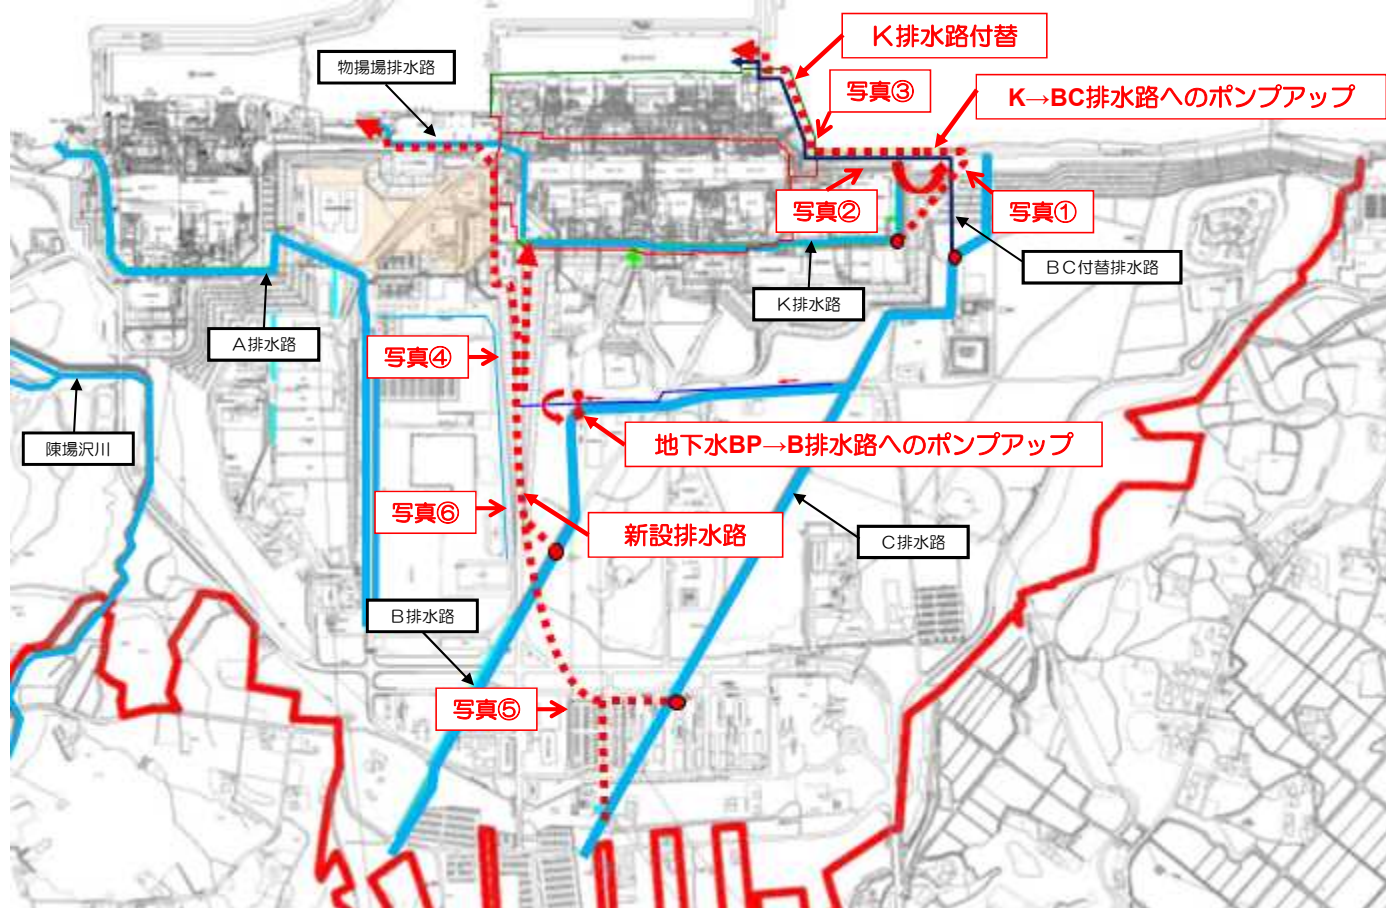 K排水路付替
物揚場排水路
写真③
K→BC排水路へのポンプアップ
写真②
写真①
BC付替排水路
K排水路
A排水路
写真④
陳場沢川
地下水BP→B排水路へのポンプアップ
写真⑥
新設排水路
C排水路
B排水路
写真⑤